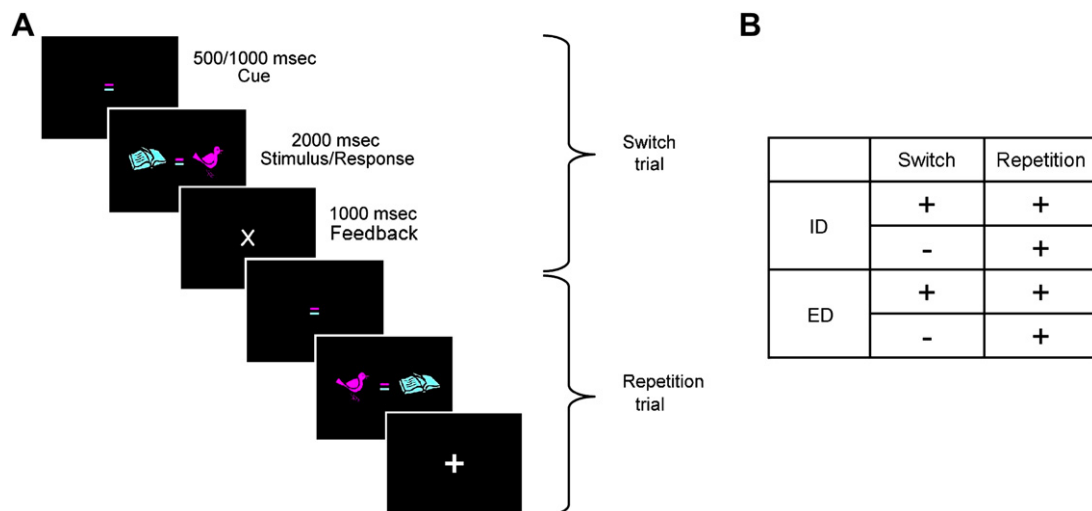 A
500/1000 msec
Cue
=
2000 msec
Stimulus/Response
=
1000 msec
Feedback
X
=
=
+
Switch
trial
Repetition
trial
B
Switch Repetition
ID + +
- +
ED + +
- +